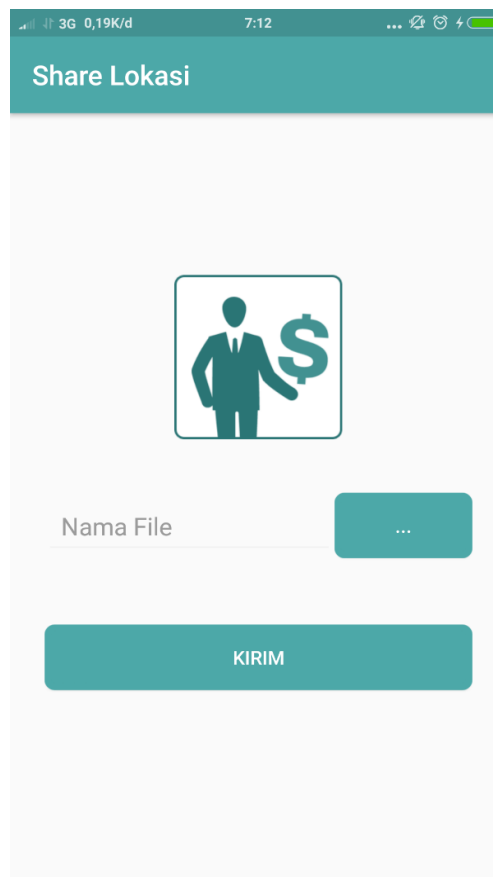 3G 0,19K/d 7:12 ...
Share Lokasi
$
Nama File ...
KIRIM